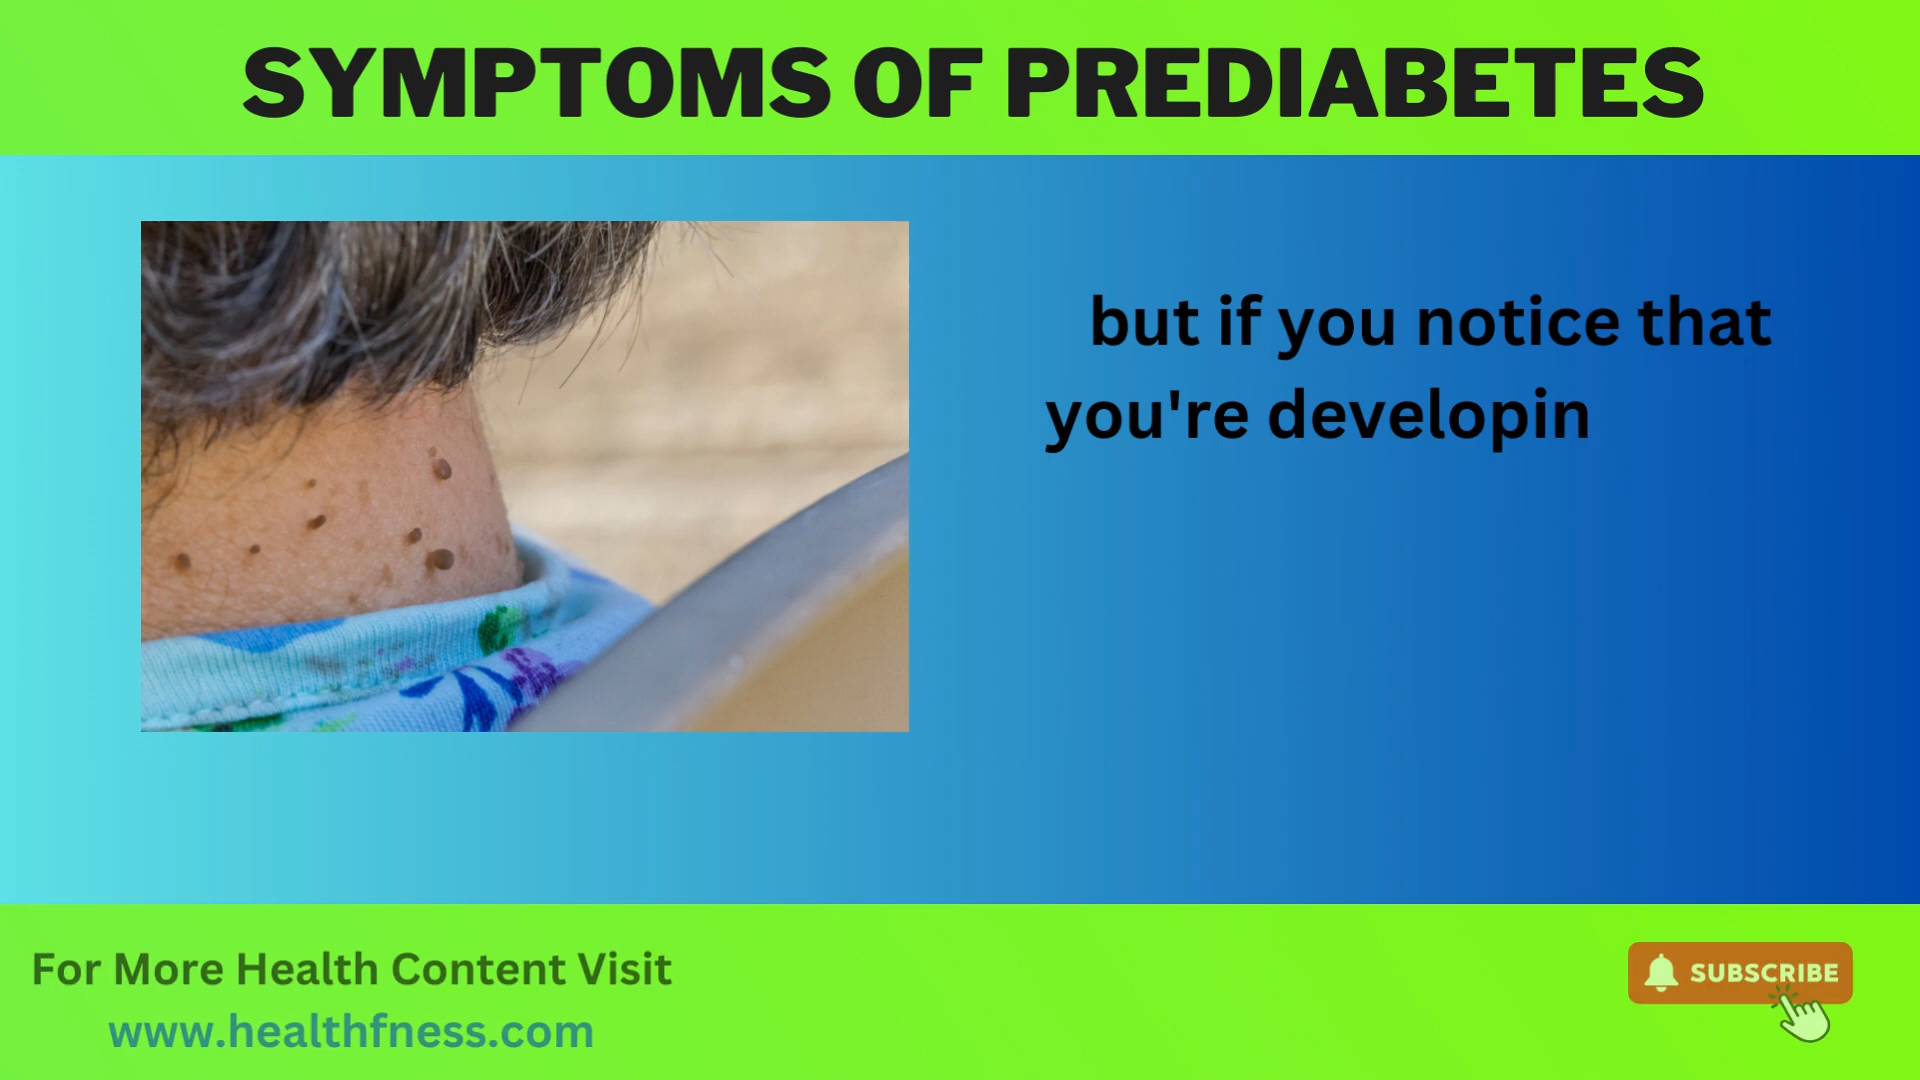 SYMPTOMS OF PREDIABETES
but if you notice that
you're developin
For More Health Content Visit
www.healthfness.com
SUBSCRIBE